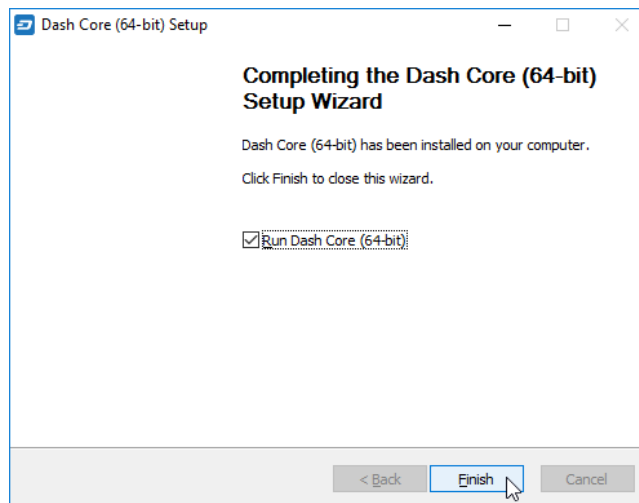 Dash Core (64-bit) Setup
Completing the Dash Core (64-bit)
Setup Wizard
Dash Core (64-bit) has been installed on your computer.
Click Finish to close this wizard.
Run Dash Core (64-bit)
< Back
Finish
Cancel